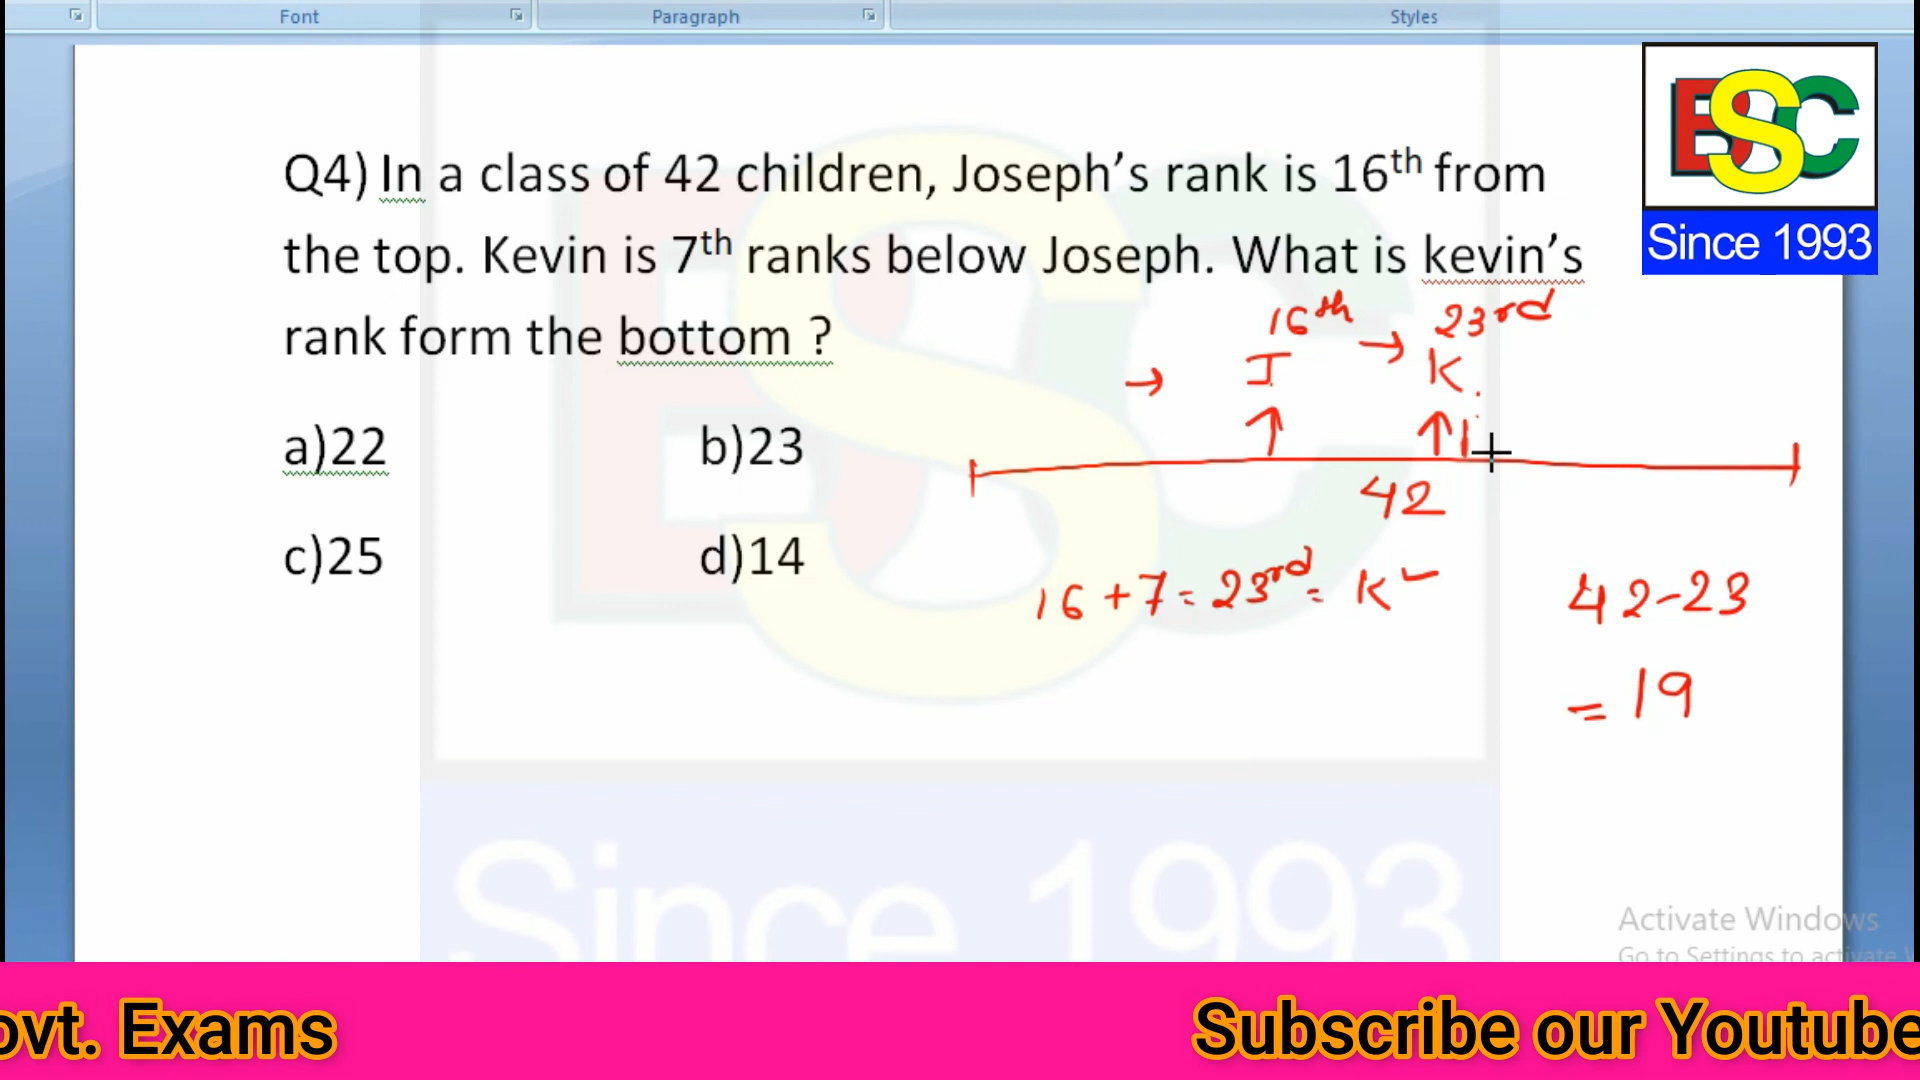 Font
Paragraph
Styles
ESC
Since 1993
Q4) In a class of 42 children, Joseph’s rank is 16th from
the top. Kevin is 7th ranks below Joseph. What is kevin’s
rank form the bottom ?
16th → 23rd
→ J K
a)22 b)23
42
c)25 d)14
16+7=23rd = K
42-23
= 19
Since 1993
Activate Windows
Go to Settings to activate
ovt. Exams
Subscribe our Youtube